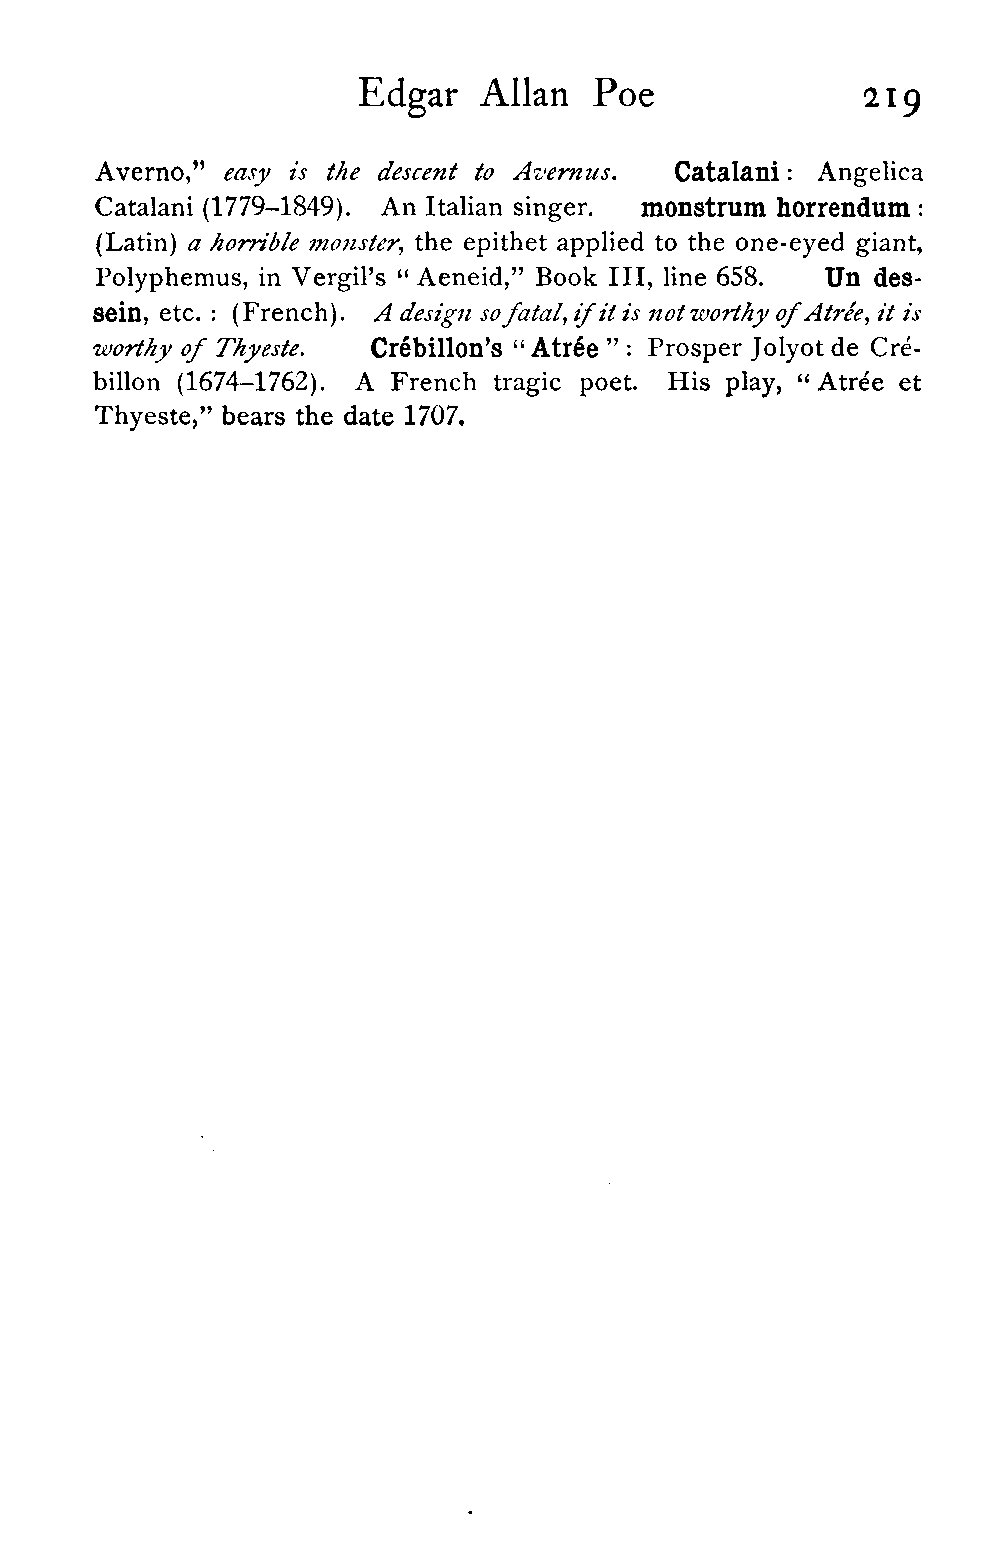 Edgar Allan Poe 219
Averno," easy is the descent to Avernus. Catalani : Angelica
Catalani (1779–1849). An Italian singer. monstrum horrendum :
(Latin) a horrible monster, the epithet applied to the one-eyed giant,
Polyphemus, in Vergil's "Aeneid," Book III, line 658. Un des-
sein, etc. : (French). A design so fatal, if it is not worthy of Atrée, it is
worthy of Thyeste. Crébillon's "Atrée" : Prosper Jolyot de Cré-
billon (1674–1762). A French tragic poet. His play, "Atrée et
Thyeste," bears the date 1707.